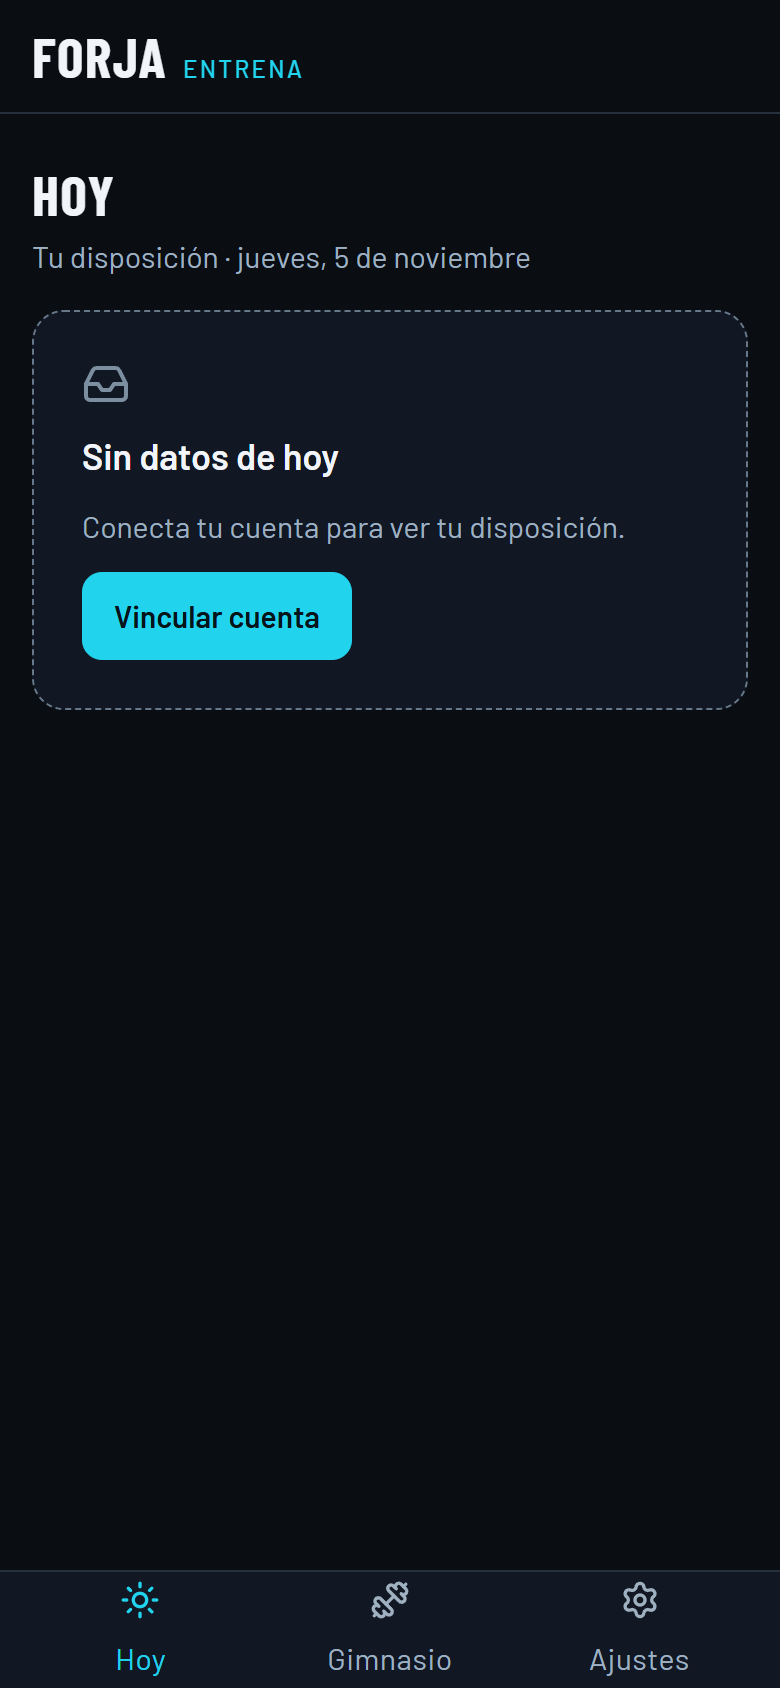 FORJA ENTRENA
HOY
Tu disposición · jueves, 5 de noviembre
Sin datos de hoy
Conecta tu cuenta para ver tu disposición.
Vincular cuenta
Hoy Gimnasio Ajustes